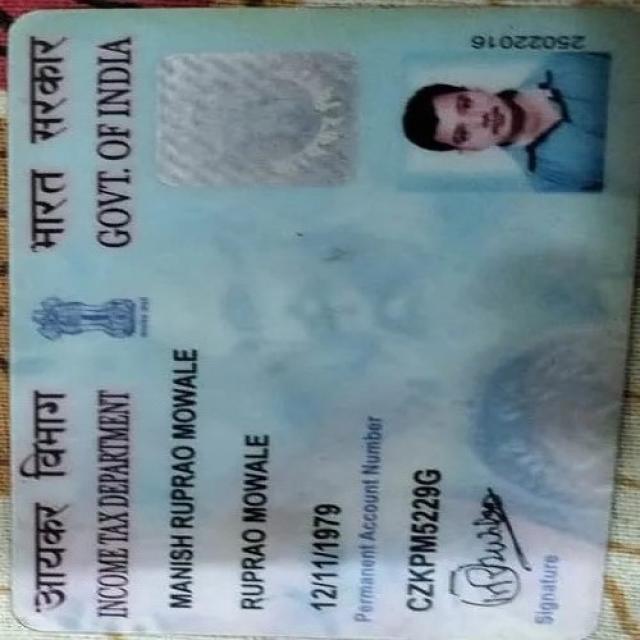 आयकर विभाग भारत सरकार
INCOME TAX DEPARTMENT GOVT. OF INDIA
MANISH RUPRAO MOWALE
RUPRAO MOWALE
12/11/1979
Permanent Account Number
CZKPM5229G
Signature
25022016